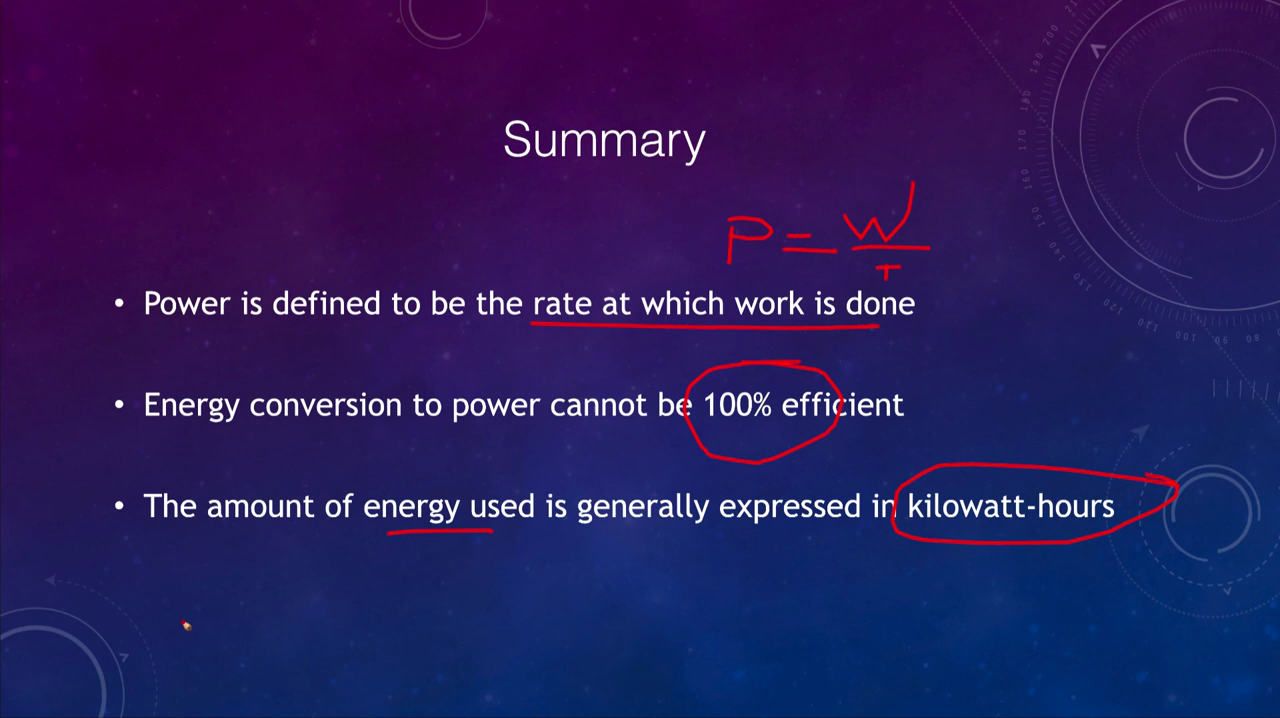 Summary
P = W
T
• Power is defined to be the rate at which work is done
• Energy conversion to power cannot be 100% efficient
• The amount of energy used is generally expressed in kilowatt-hours